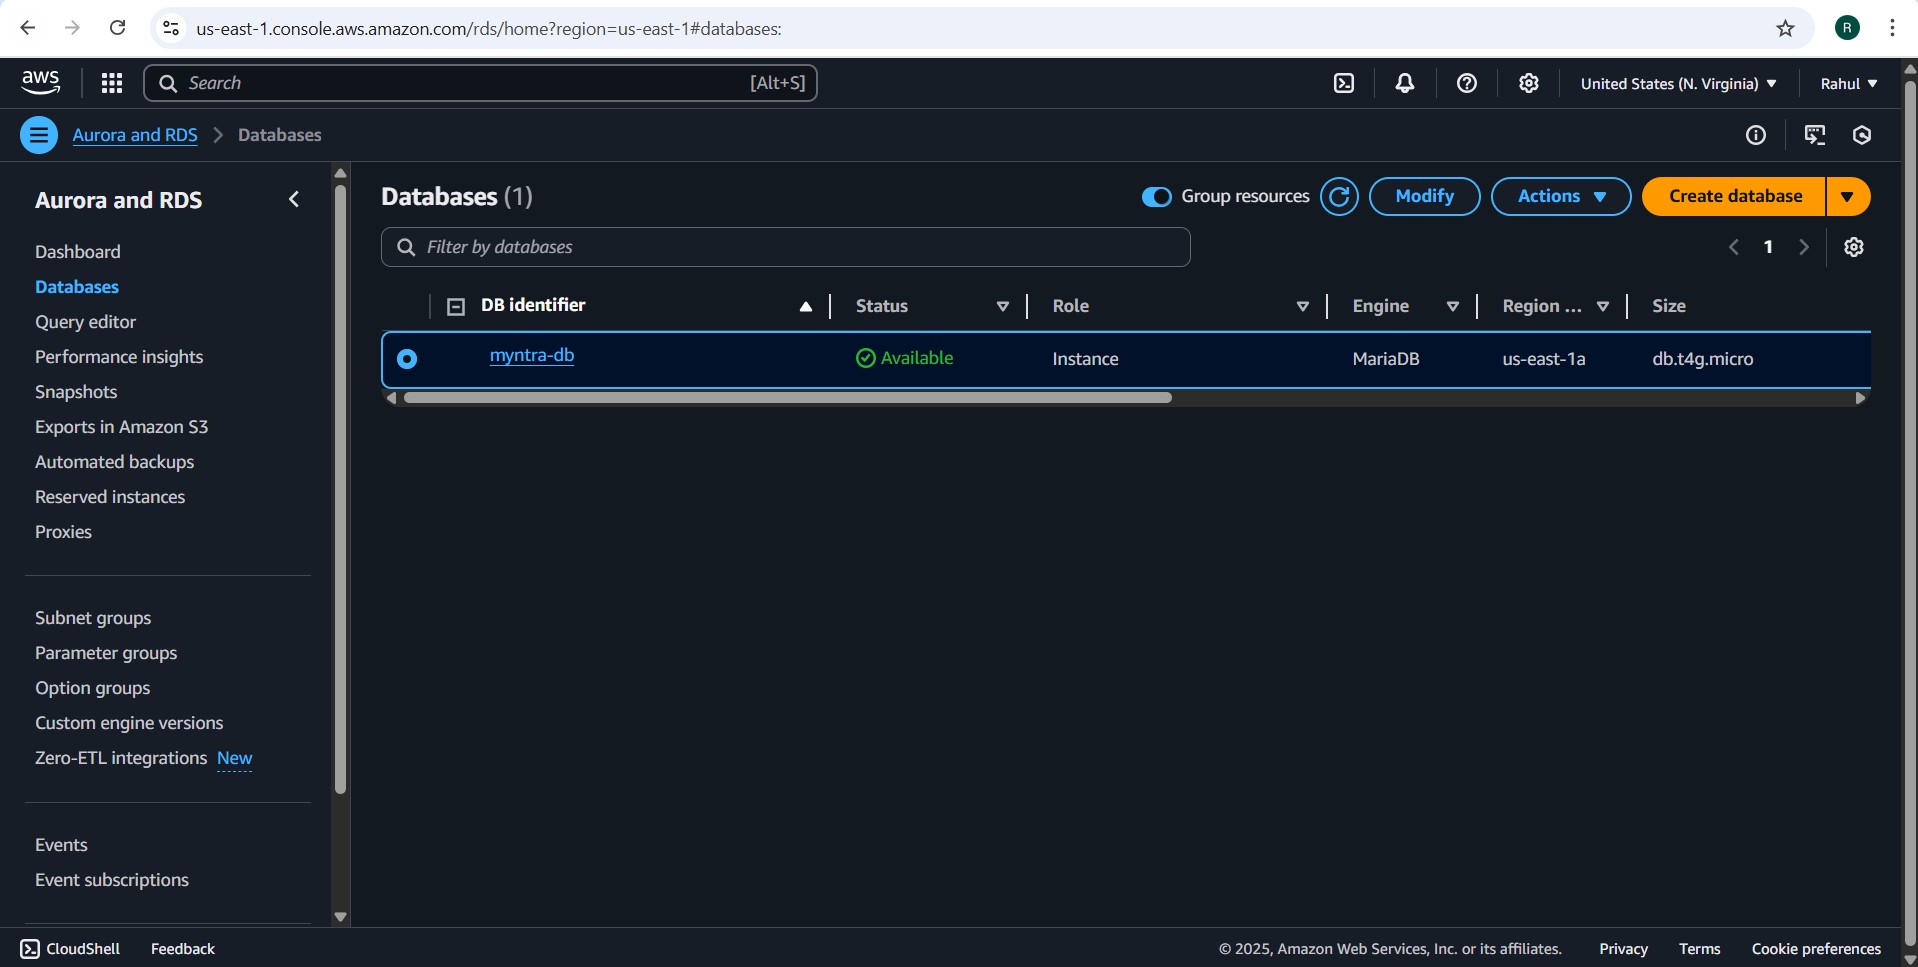 us-east-1.console.aws.amazon.com/rds/home?region=us-east-1#databases:
R
aws
Search
[Alt+S]
United States (N. Virginia)
Rahul
Aurora and RDS
Databases
Aurora and RDS
Dashboard
Databases
Query editor
Performance insights
Snapshots
Exports in Amazon S3
Automated backups
Reserved instances
Proxies
Subnet groups
Parameter groups
Option groups
Custom engine versions
Zero-ETL integrations New
Events
Event subscriptions
Databases (1)
Group resources
Modify
Actions
Create database
Filter by databases
1
DB identifier Status Role Engine Region ... Size
myntra-db Available Instance MariaDB us-east-1a db.t4g.micro
CloudShell Feedback © 2025, Amazon Web Services, Inc. or its affiliates. Privacy Terms Cookie preferences